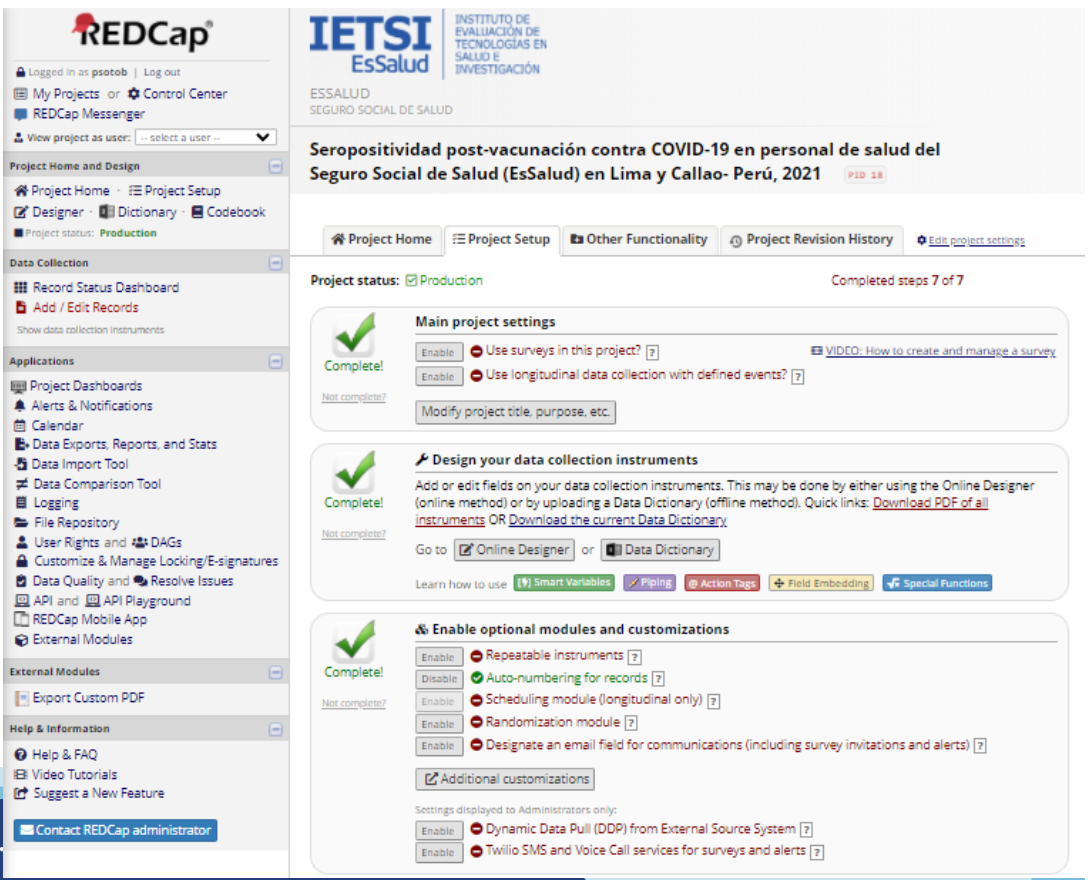 REDCap®
Logged in as psotob | Log out
My Projects or Control Center
REDCap Messenger
View project as user: -- select a user --
Project Home and Design
Project Home · Project Setup
Designer · Dictionary · Codebook
Project status: Production
Data Collection
Record Status Dashboard
Add / Edit Records
Show data collection instruments
Applications
Project Dashboards
Alerts & Notifications
Calendar
Data Exports, Reports, and Stats
Data Import Tool
Data Comparison Tool
Logging
File Repository
User Rights and DAGs
Customize & Manage Locking/E-signatures
Data Quality and Resolve Issues
API and API Playground
REDCap Mobile App
External Modules
External Modules
Export Custom PDF
Help & Information
Help & FAQ
Video Tutorials
Suggest a New Feature
Contact REDCap administrator
IETSI
EsSalud
INSTITUTO DE
EVALUACIÓN DE
TECNOLOGÍAS EN
SALUD E
INVESTIGACIÓN
ESSALUD
SEGURO SOCIAL DE SALUD
Seropositividad post-vacunación contra COVID-19 en personal de salud del
Seguro Social de Salud (EsSalud) en Lima y Callao- Perú, 2021 PID 18
Project Home Project Setup Other Functionality Project Revision History Edit project settings
Project status: Production Completed steps 7 of 7
Complete!
Not complete?
Main project settings
Enable Use surveys in this project? ? VIDEO: How to create and manage a survey
Enable Use longitudinal data collection with defined events? ?
Modify project title, purpose, etc.
Complete!
Not complete?
Design your data collection instruments
Add or edit fields on your data collection instruments. This may be done by either using the Online Designer
(online method) or by uploading a Data Dictionary (offline method). Quick links: Download PDF of all
instruments OR Download the current Data Dictionary
Go to Online Designer or Data Dictionary
Learn how to use Smart Variables Piping @ Action Tags Field Embedding Special Functions
Complete!
Not complete?
Enable optional modules and customizations
Enable Repeatable instruments ?
Disable Auto-numbering for records ?
Enable Scheduling module (longitudinal only) ?
Enable Randomization module ?
Enable Designate an email field for communications (including survey invitations and alerts) ?
Additional customizations
Settings displayed to Administrators only:
Enable Dynamic Data Pull (DDP) from External Source System ?
Enable Twilio SMS and Voice Call services for surveys and alerts ?